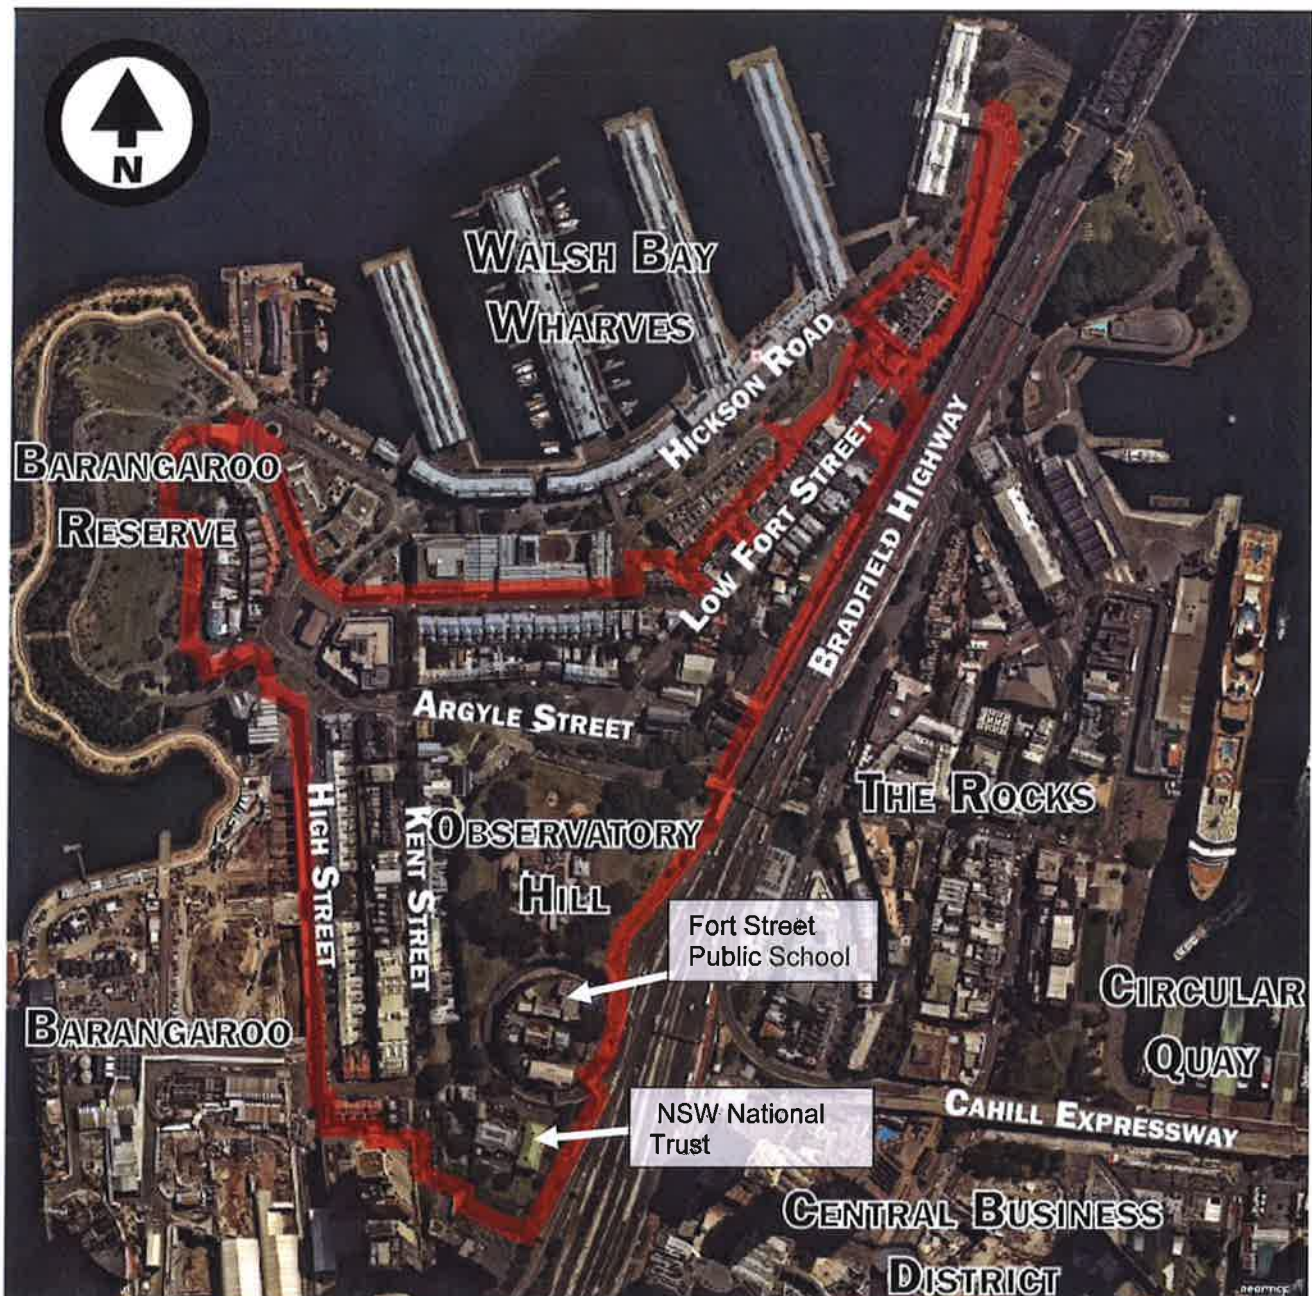 N
WALSH BAY
WHARVES
HICKSON ROAD
BARANGAROO
RESERVE
LOW FORT STREET
BRADFIELD HIGHWAY
ARGYLE STREET
THE ROCKS
HIGH STREET
KENT STREET
OBSERVATORY
HILL
Fort Street
Public School
CIRCULAR
QUAY
BARANGAROO
NSW National
Trust
CAHILL EXPRESSWAY
CENTRAL BUSINESS
DISTRICT